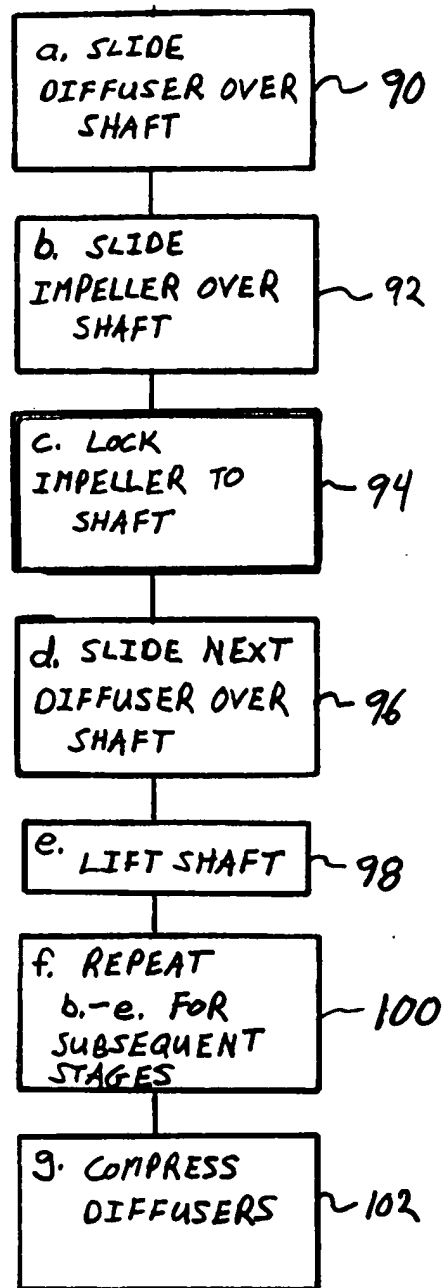 a. SLIDE
DIFFUSER OVER
SHAFT
90
b. SLIDE
IMPELLER OVER
SHAFT
92
c. LOCK
IMPELLER TO
SHAFT
94
d. SLIDE NEXT
DIFFUSER OVER
SHAFT
96
e. LIFT SHAFT
98
f. REPEAT
b.-e. FOR
SUBSEQUENT
STAGES
100
g. COMPRESS
DIFFUSERS
102